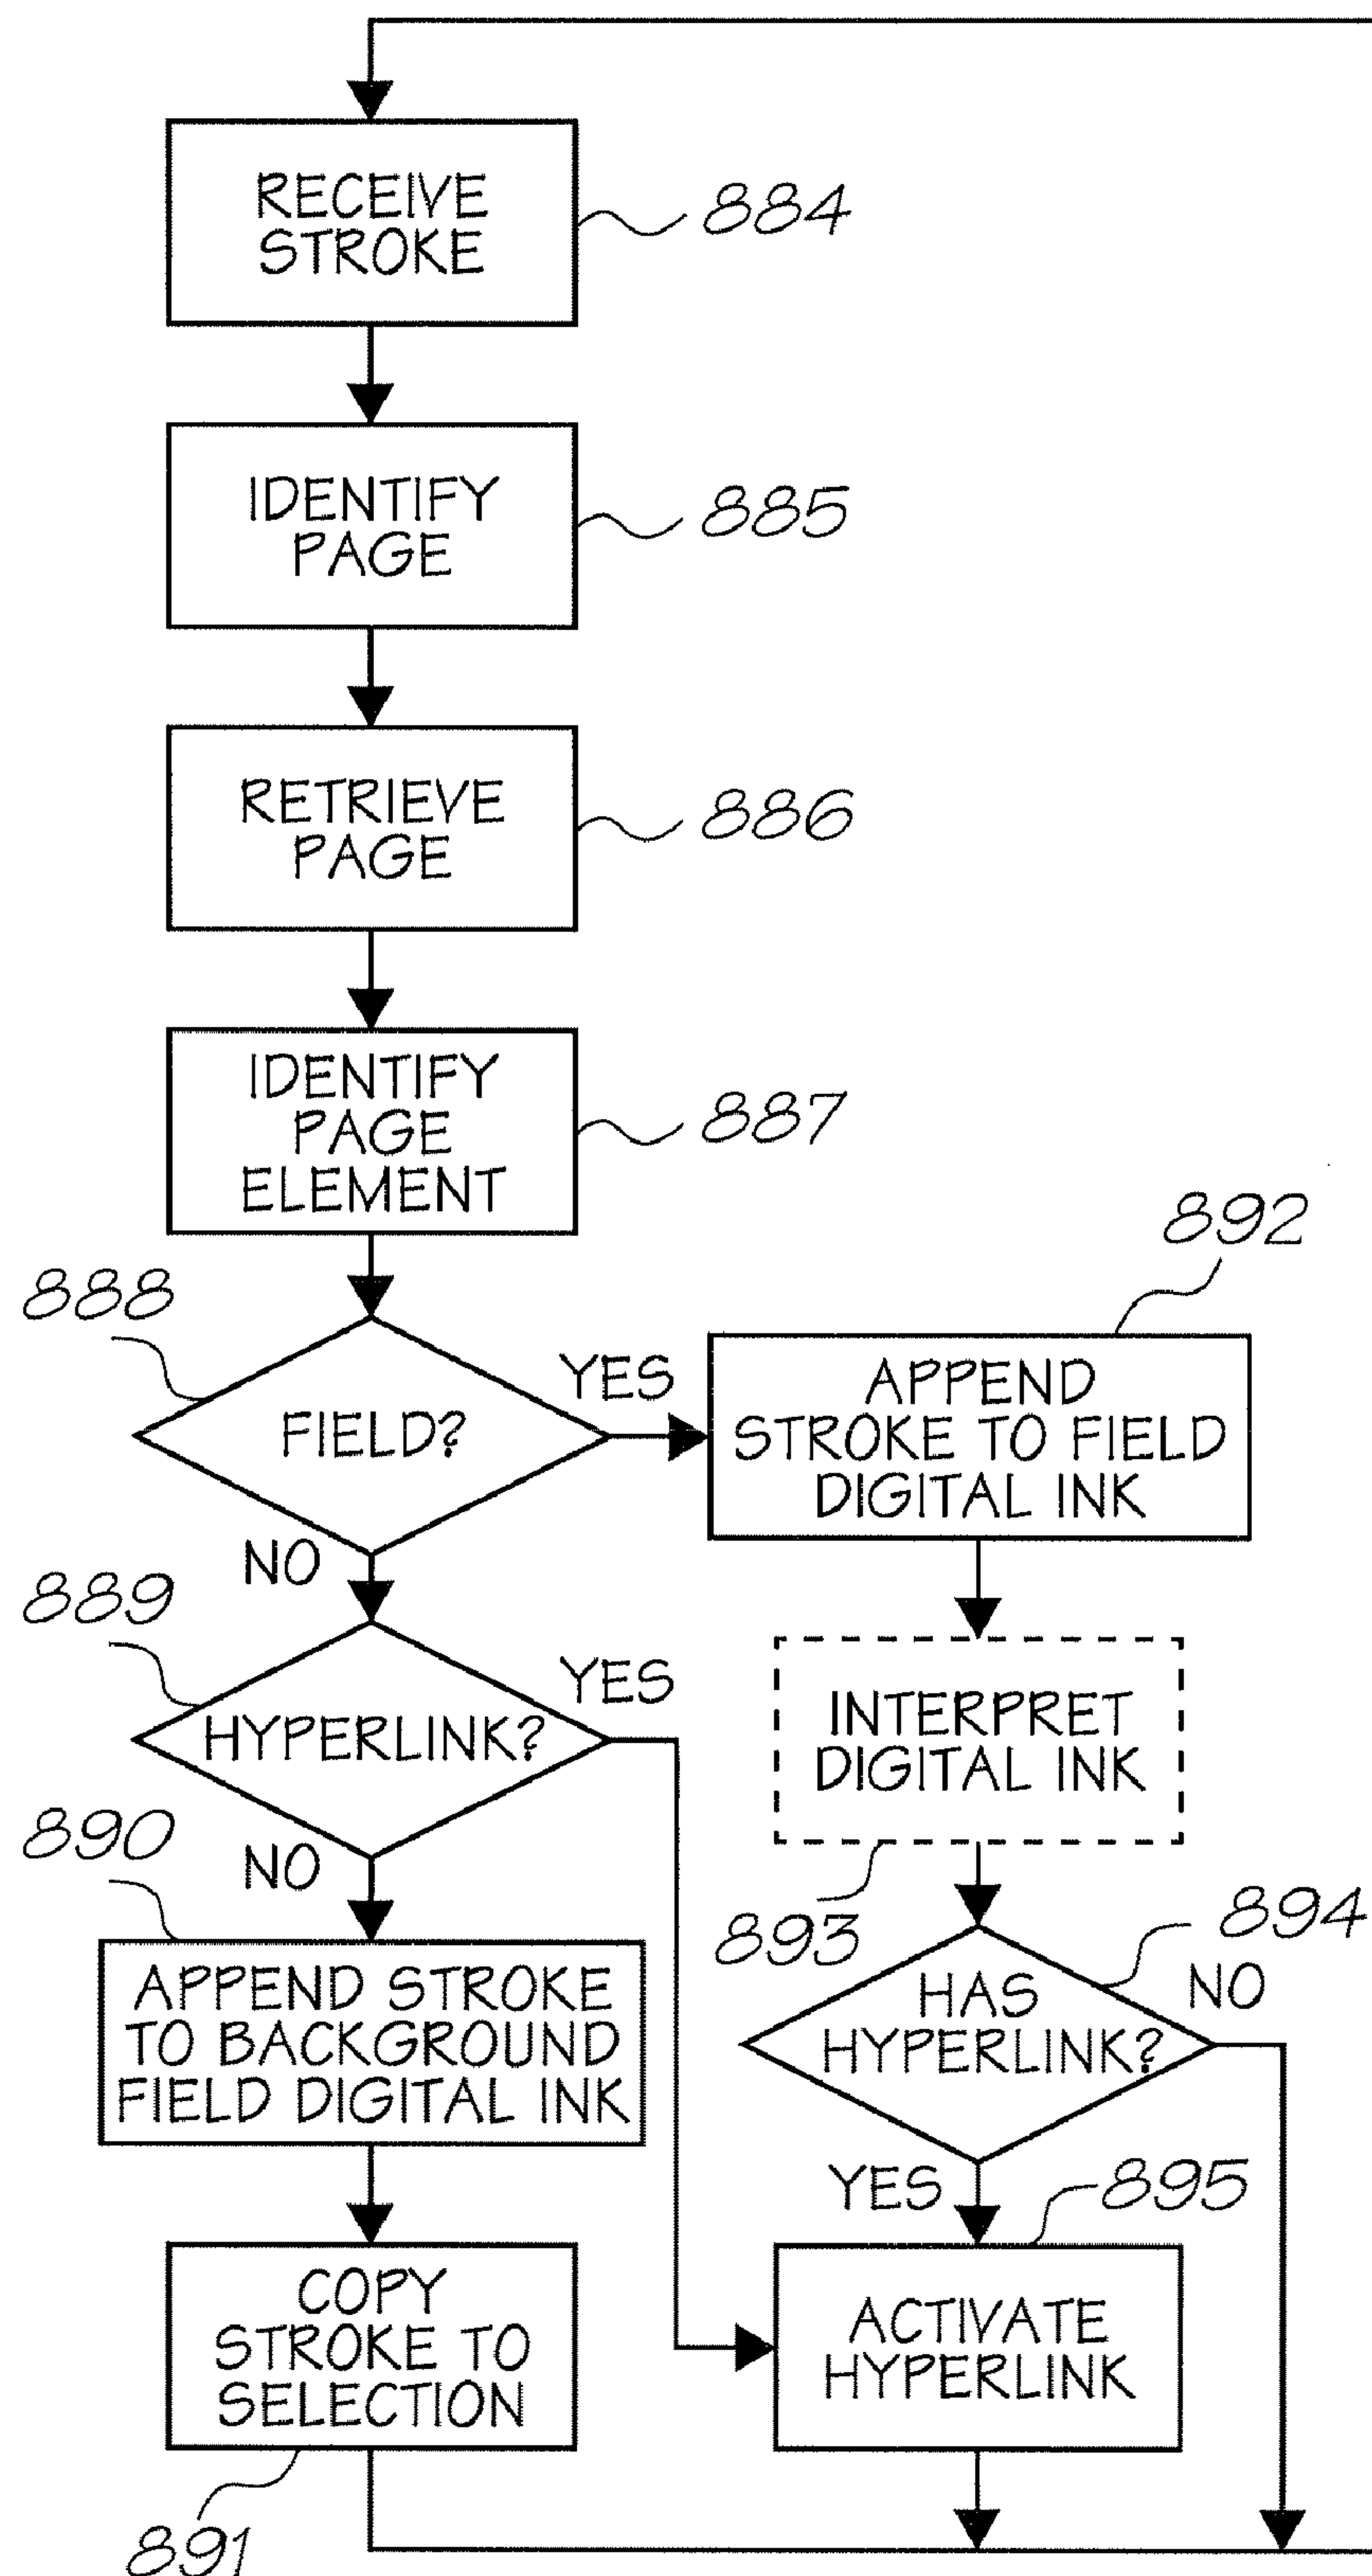 RECEIVE
STROKE
884
IDENTIFY
PAGE
885
RETRIEVE
PAGE
886
IDENTIFY
PAGE
ELEMENT
887
888
FIELD?
YES
NO
892
APPEND
STROKE TO FIELD
DIGITAL INK
889
HYPERLINK?
YES
NO
INTERPRET
DIGITAL INK
893
890
APPEND STROKE
TO BACKGROUND
FIELD DIGITAL INK
894
HAS
HYPERLINK?
NO
YES
895
COPY
STROKE TO
SELECTION
891
ACTIVATE
HYPERLINK